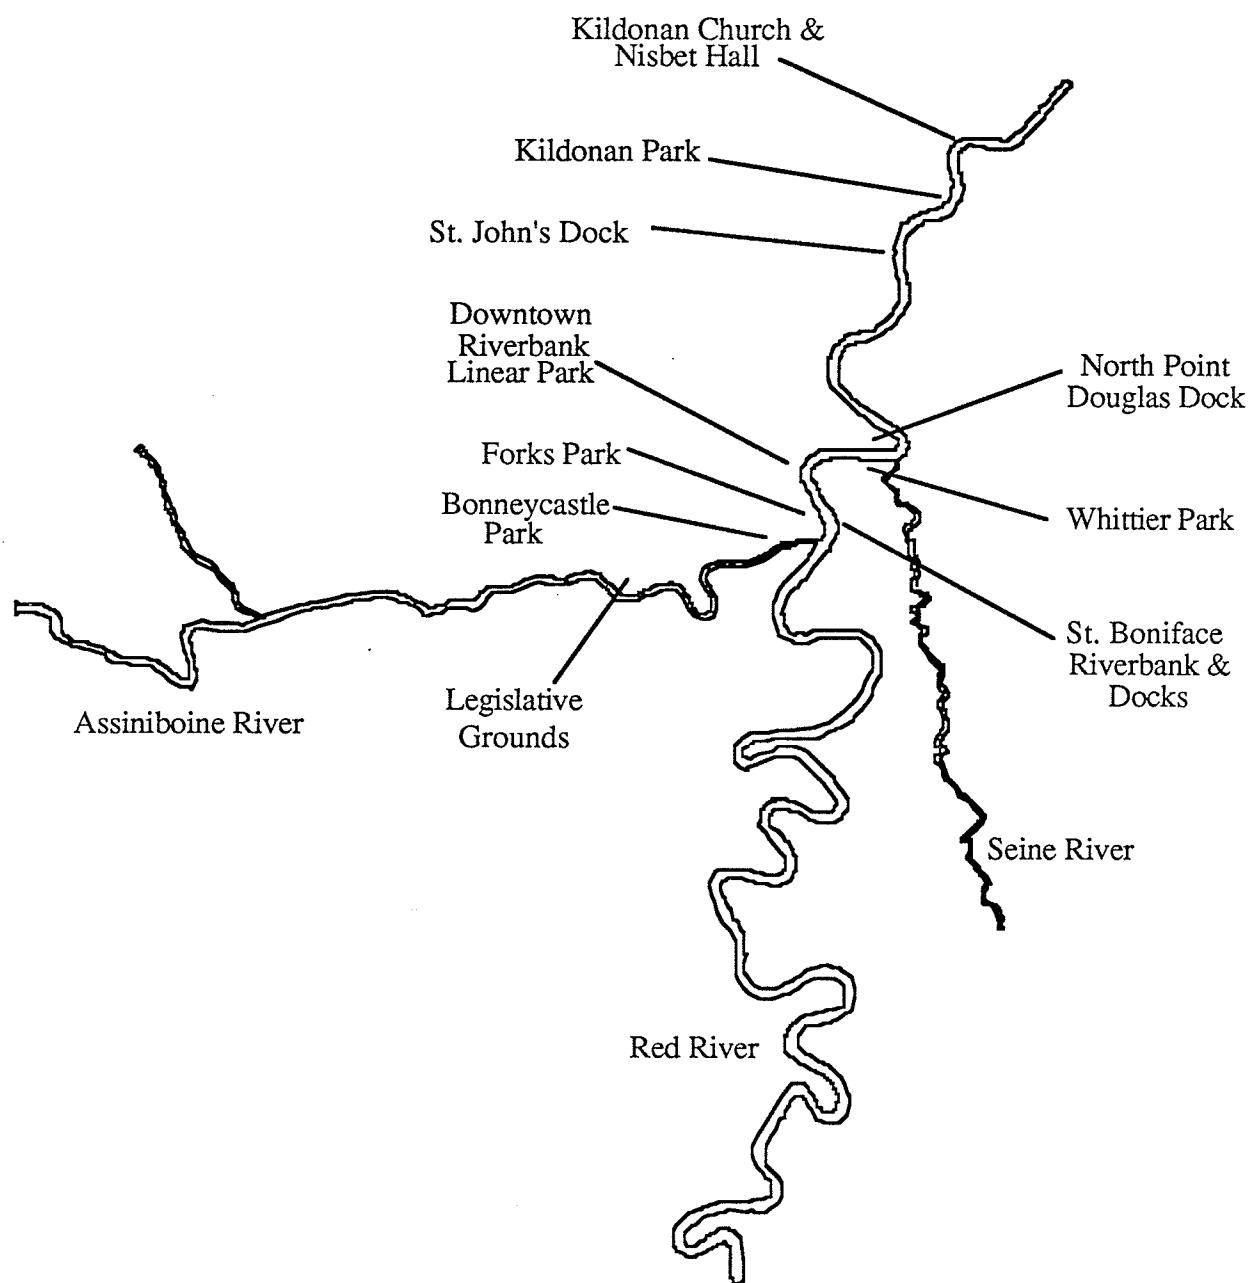 Kildonan Church &
Nisbet Hall
Kildonan Park
St. John's Dock
Downtown
Riverbank
Linear Park
North Point
Douglas Dock
Forks Park
Bonneycastle
Park
Whittier Park
St. Boniface
Riverbank &
Docks
Legislative
Grounds
Assiniboine River
Seine River
Red River